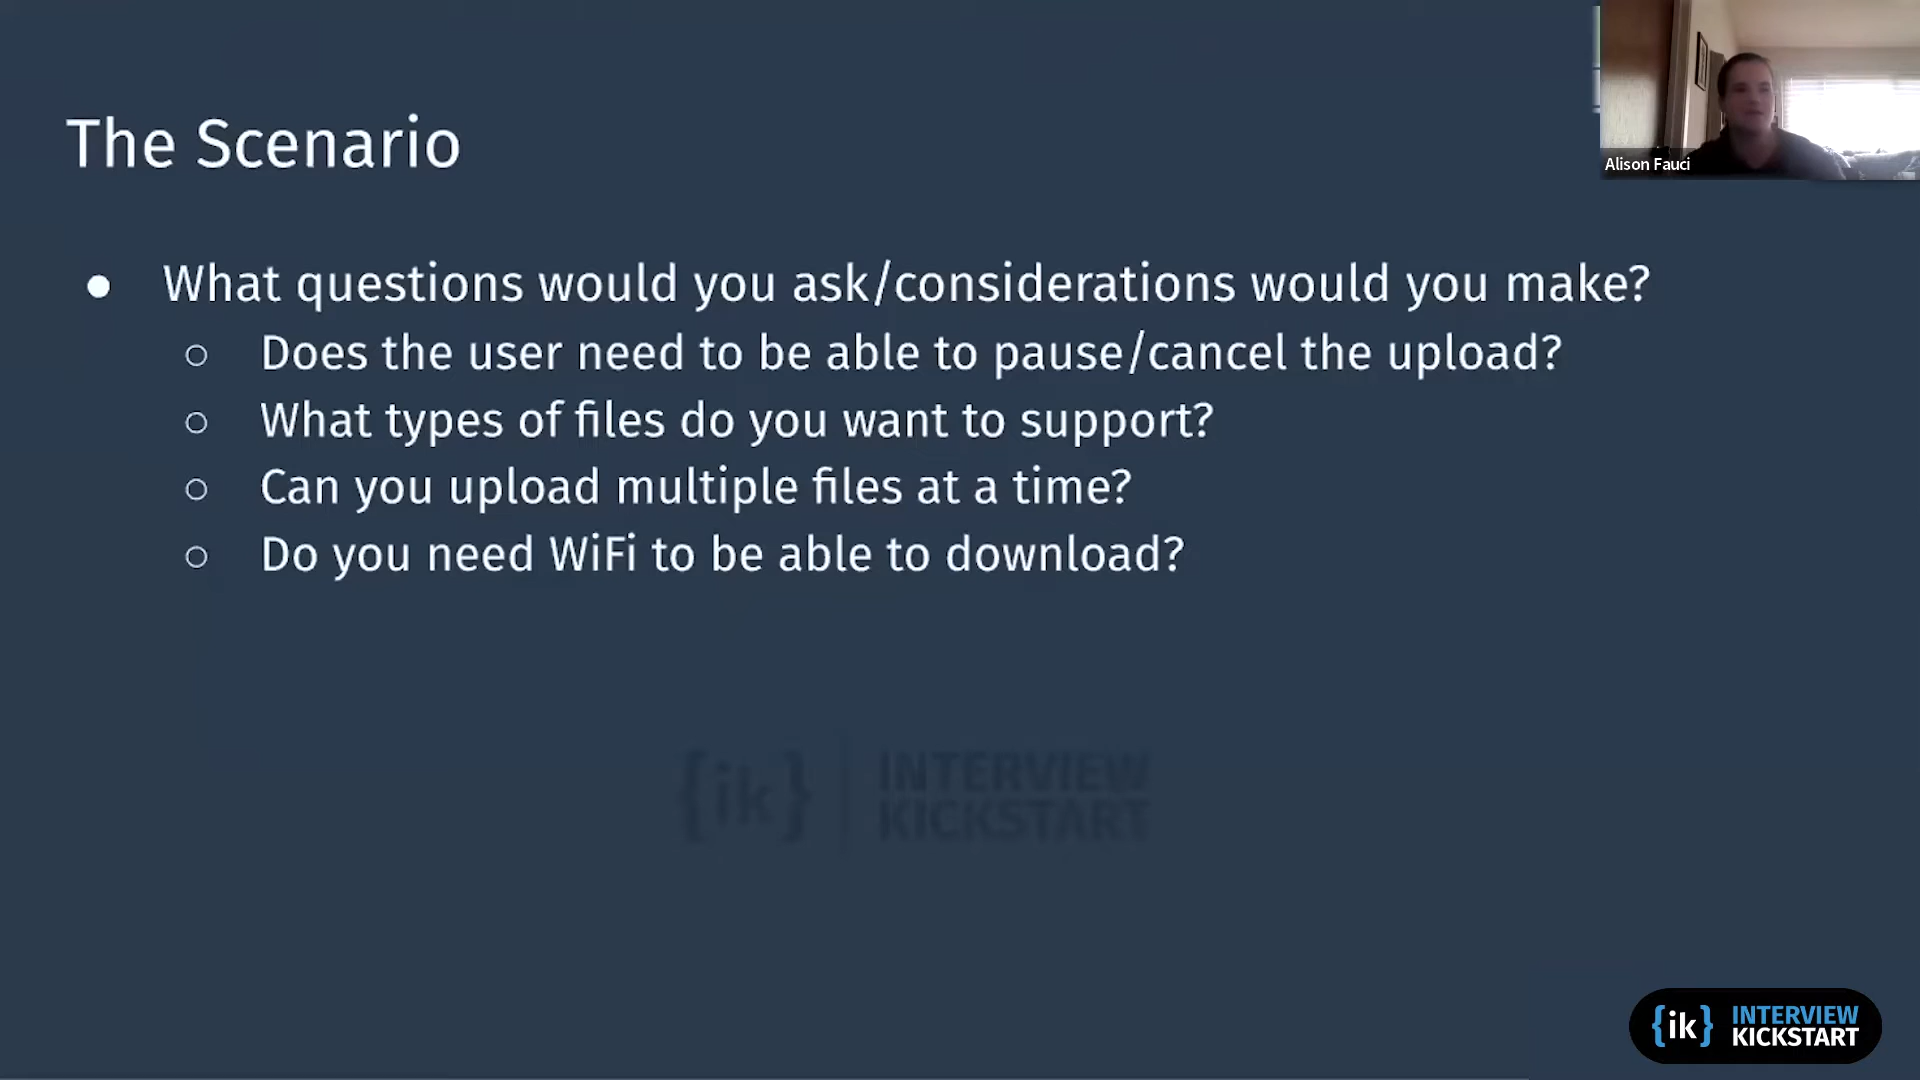 The Scenario
Alison Fauci
● What questions would you ask/considerations would you make?
○ Does the user need to be able to pause/cancel the upload?
○ What types of files do you want to support?
○ Can you upload multiple files at a time?
○ Do you need WiFi to be able to download?
{ik} INTERVIEW
KICKSTART
{ik} INTERVIEW
KICKSTART